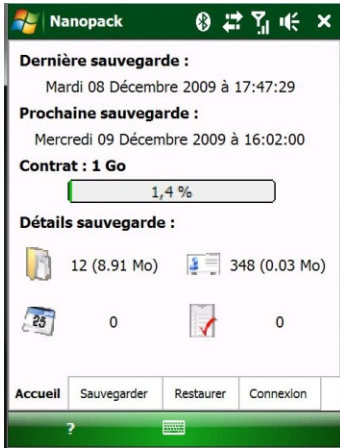 Nanopack
Dernière sauvegarde :
Mardi 08 Décembre 2009 à 17:47:29
Prochaine sauvegarde :
Mercredi 09 Décembre 2009 à 16:02:00
Contrat : 1 Go
1,4 %
Détails sauvegarde :
12 (8.91 Mo) 348 (0.03 Mo)
25 0 0
Accueil Sauvegarder Restaurer Connexion
?